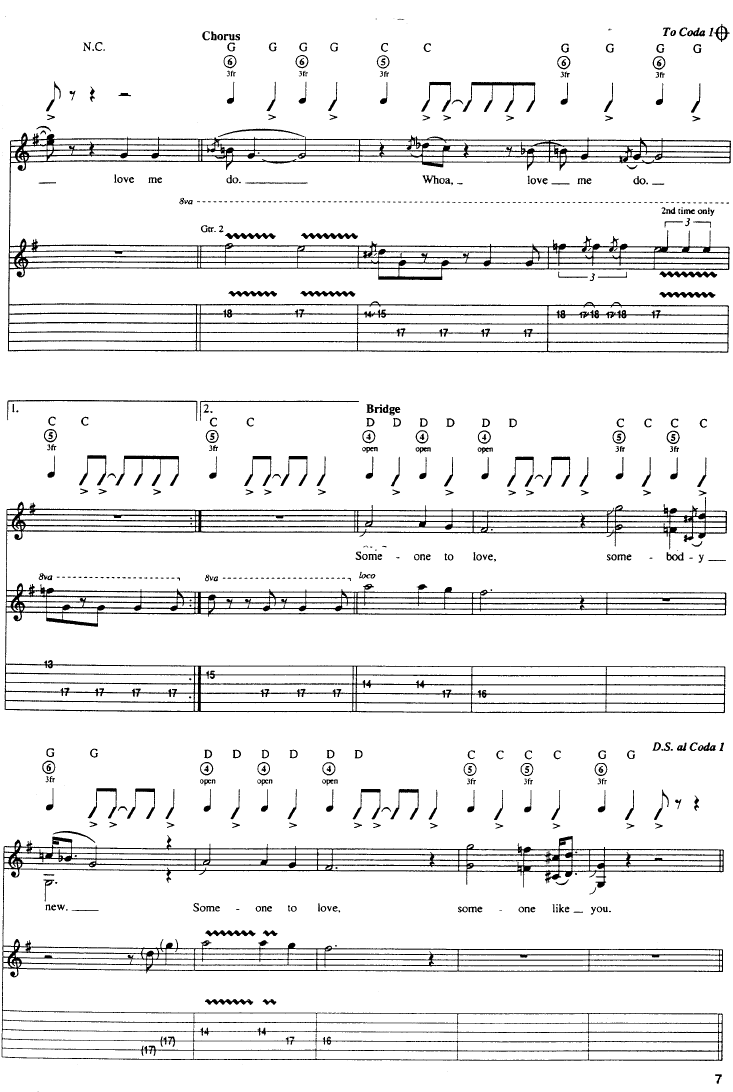 To Coda 1
Chorus
N.C. G G G G C C G G G G
6 6 5 6 6
3fr 3fr 3fr 3fr 3fr
love me do. Whoa, love me do.
8va
2nd time only
Gtr. 2
3 3
18 17 14 15 18 17 18 17 18 17
17 17 17 17
1. 2. Bridge
C C C C D D D D D D C C C C
5 5 4 4 4 5 5
3fr 3fr open open open 3fr 3fr
Some - one to love, some - bod - y
8va 8va loco
13 15
17 17 17 17 17 17 17 14 14 17 16
D.S. al Coda 1
G G D D D D D D C C C C G G
6 4 4 4 5 5 6
3fr open open open 3fr 3fr 3fr
new. Some - one to love, some - one like you.
14 14
(17) (17) 17 16
7